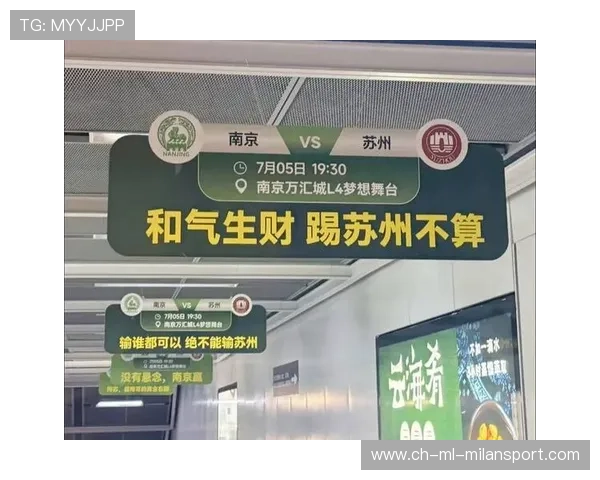 TG: MYYJJPP
南京 VS 苏州
NANJING
7月05日 19:30
南京万汇城L4梦想舞台
和气生财 踢苏州不算
南京 VS 苏州
7月05日 19:30
南京万汇城L4梦想舞台
输谁都可以 绝不能输苏州
没有悬念，南京赢
云海肴
www.ch-ml-milansport.com